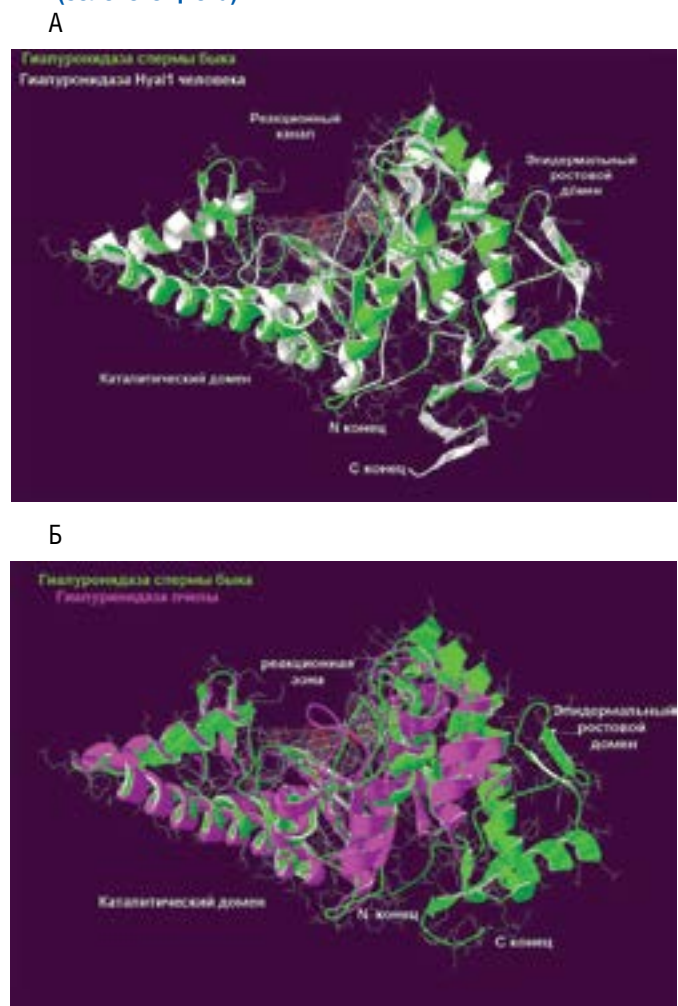 А
Гиалуронидаза спермы быка
Гиалуронидаза Hyal1 человека
Реакционный
канал
Эпидермальный
ростовой
домен
Каталитический домен
N конец
С конец
Б
Гиалуронидаза спермы быка
Гиалуронидаза пчелы
реакционная
зона
Эпидермальный
ростовой
домен
Каталитический домен
N конец
С конец